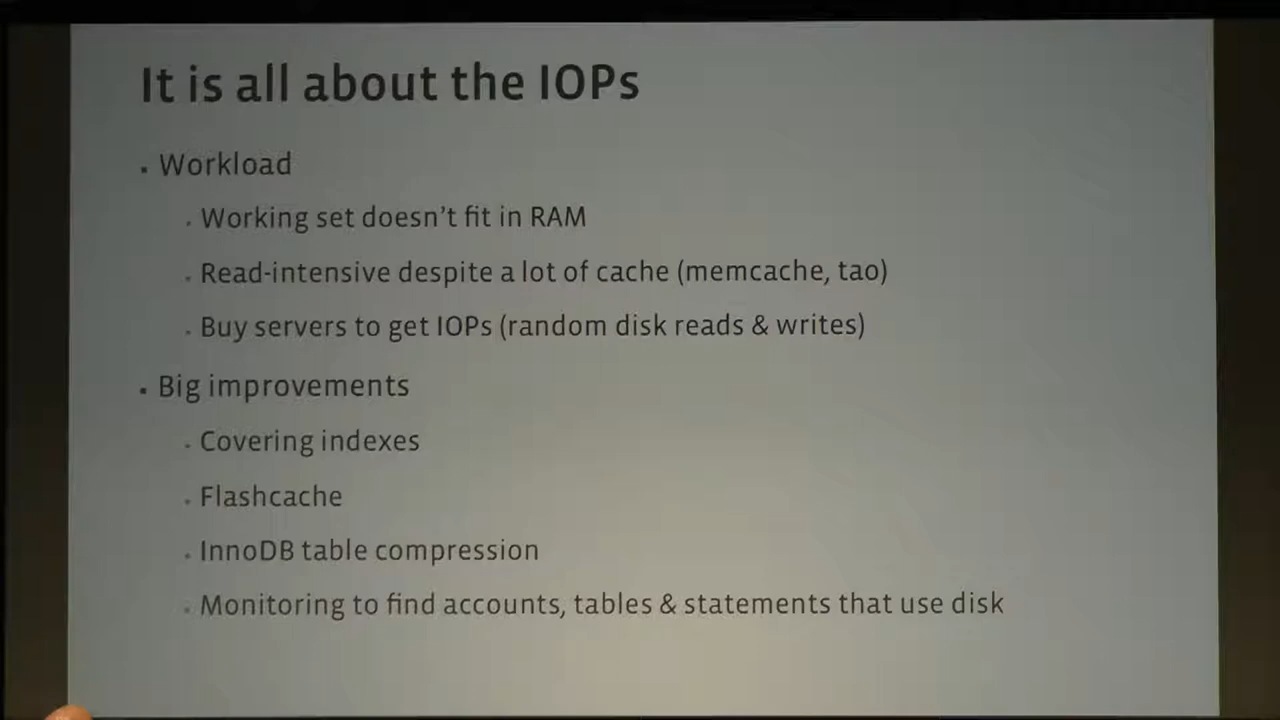 It is all about the IOPs
Workload
Working set doesn't fit in RAM
Read-intensive despite a lot of cache (memcache, tao)
Buy servers to get IOPs (random disk reads & writes)
Big improvements
Covering indexes
Flashcache
InnoDB table compression
Monitoring to find accounts, tables & statements that use disk